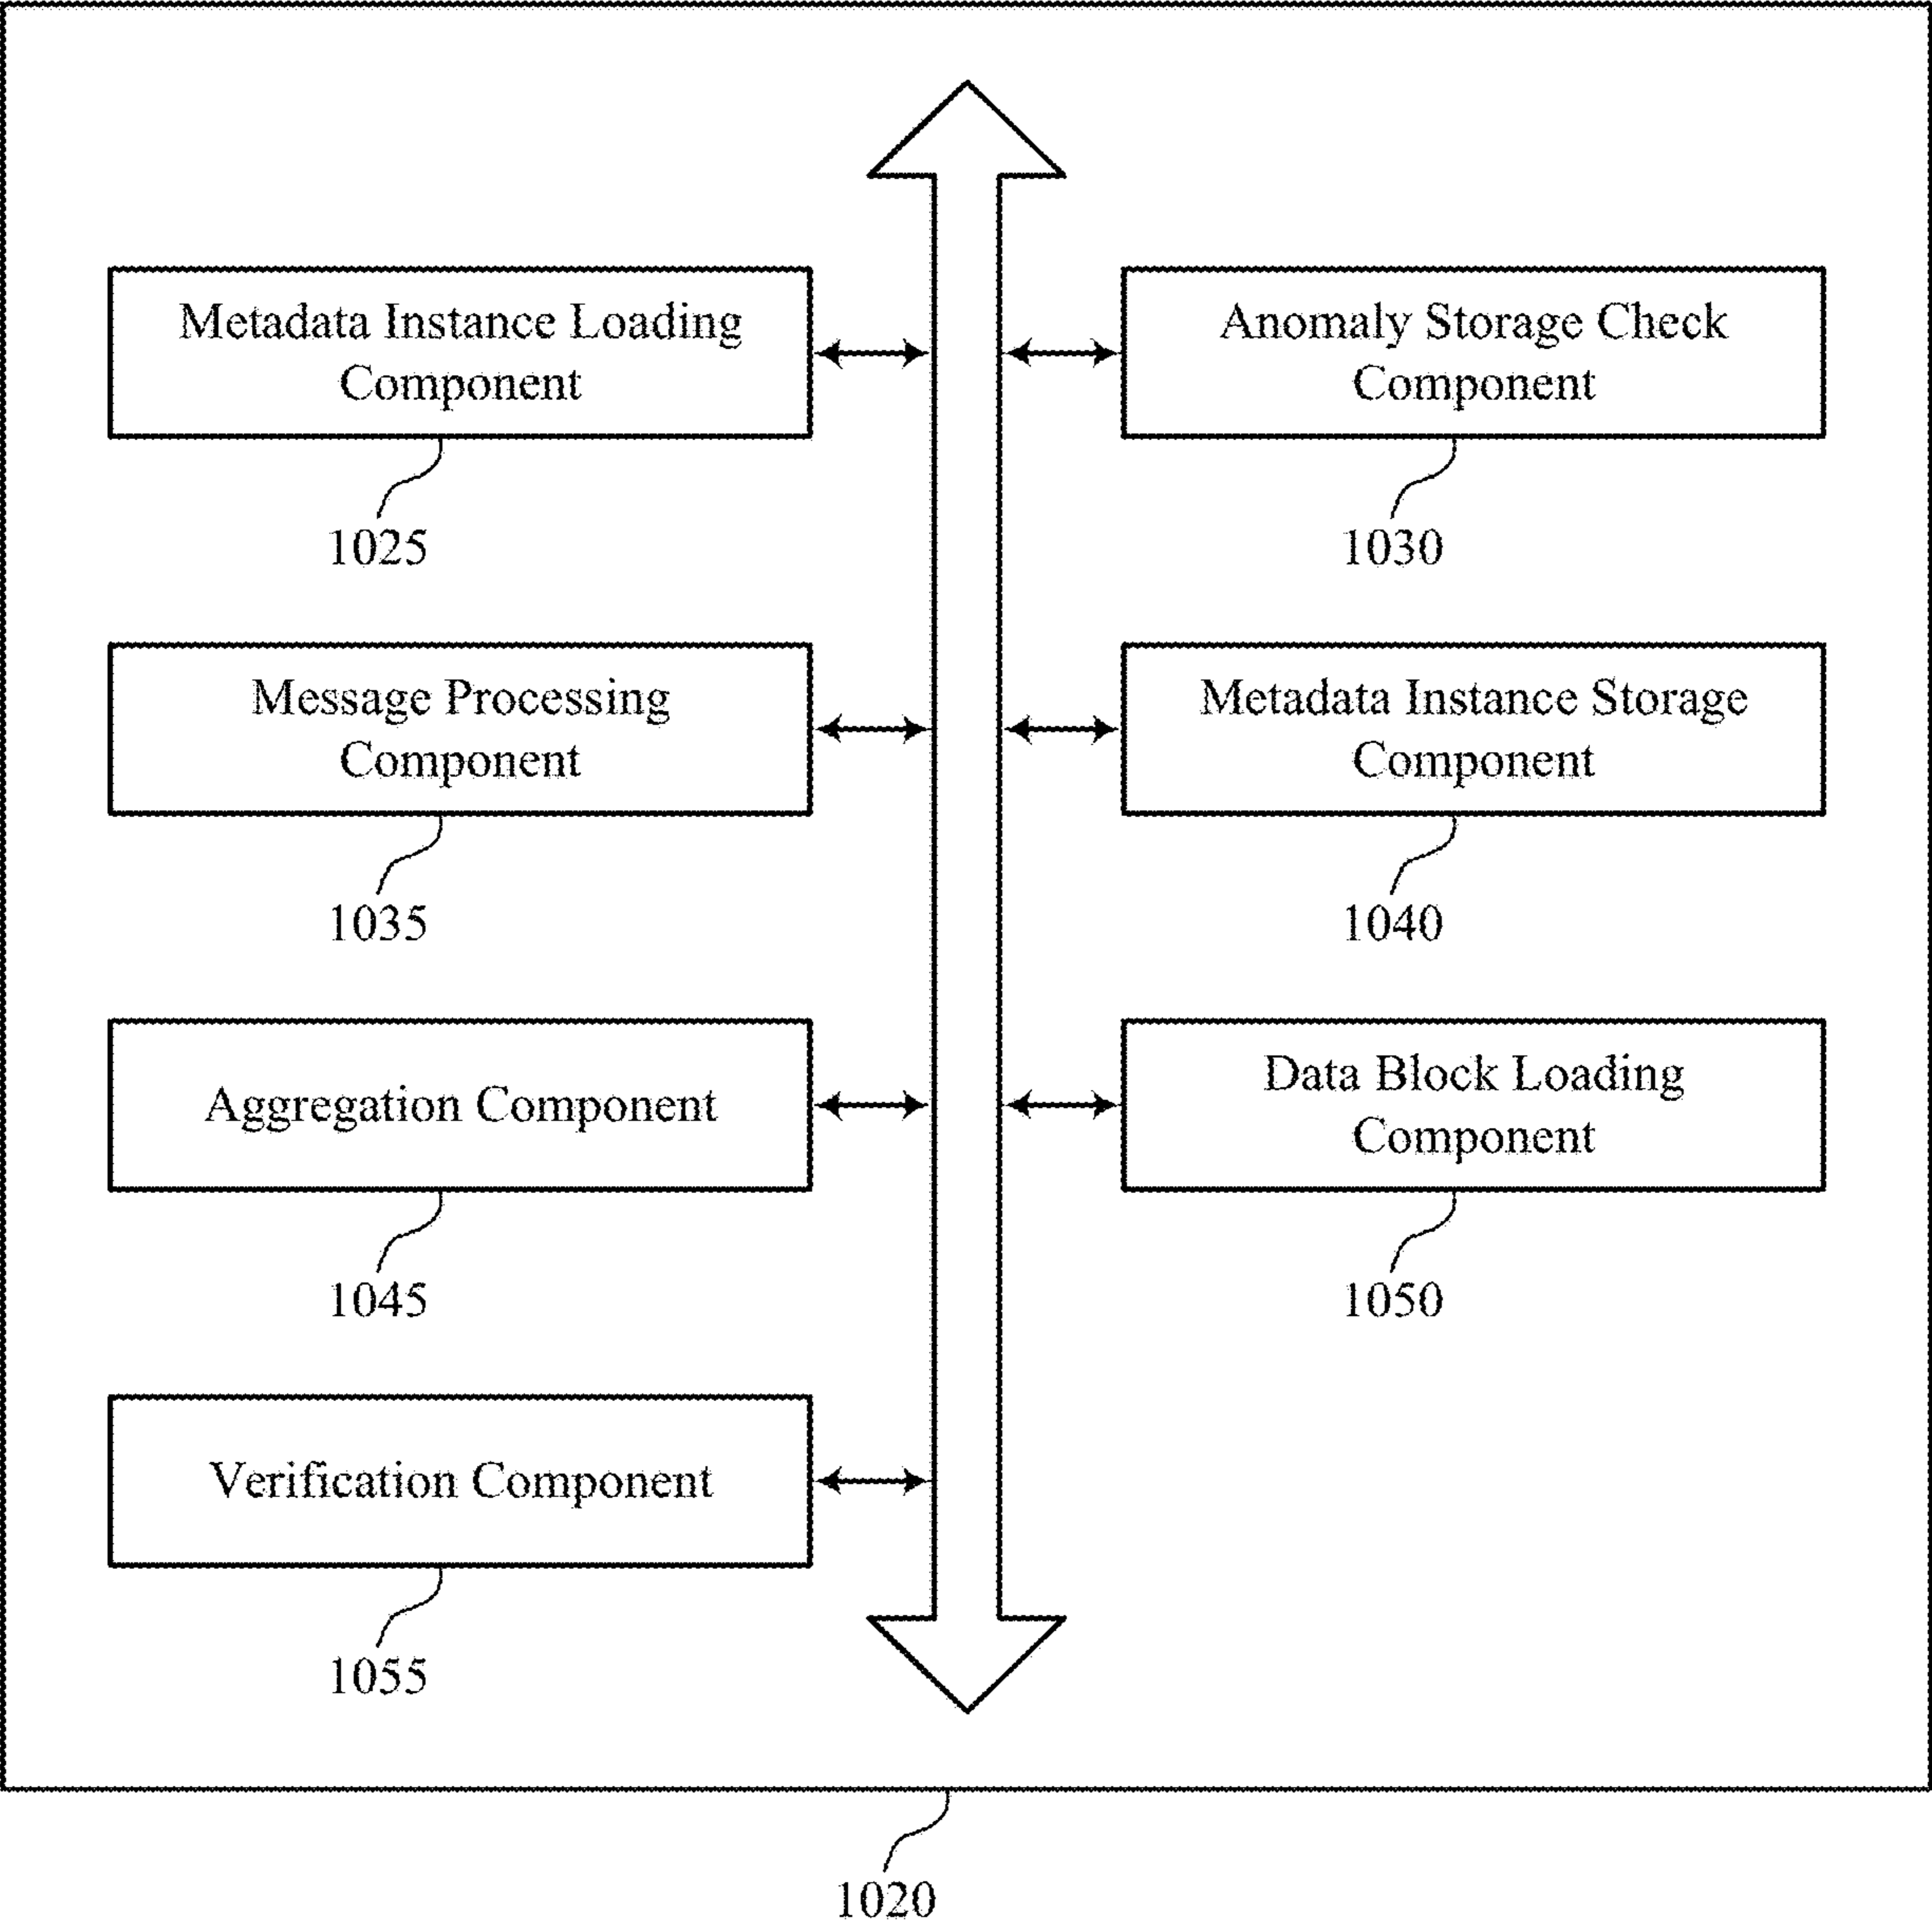 Metadata Instance Loading
Component
1025
Anomaly Storage Check
Component
1030
Message Processing
Component
1035
Metadata Instance Storage
Component
1040
Aggregation Component
1045
Data Block Loading
Component
1050
Verification Component
1055
1020